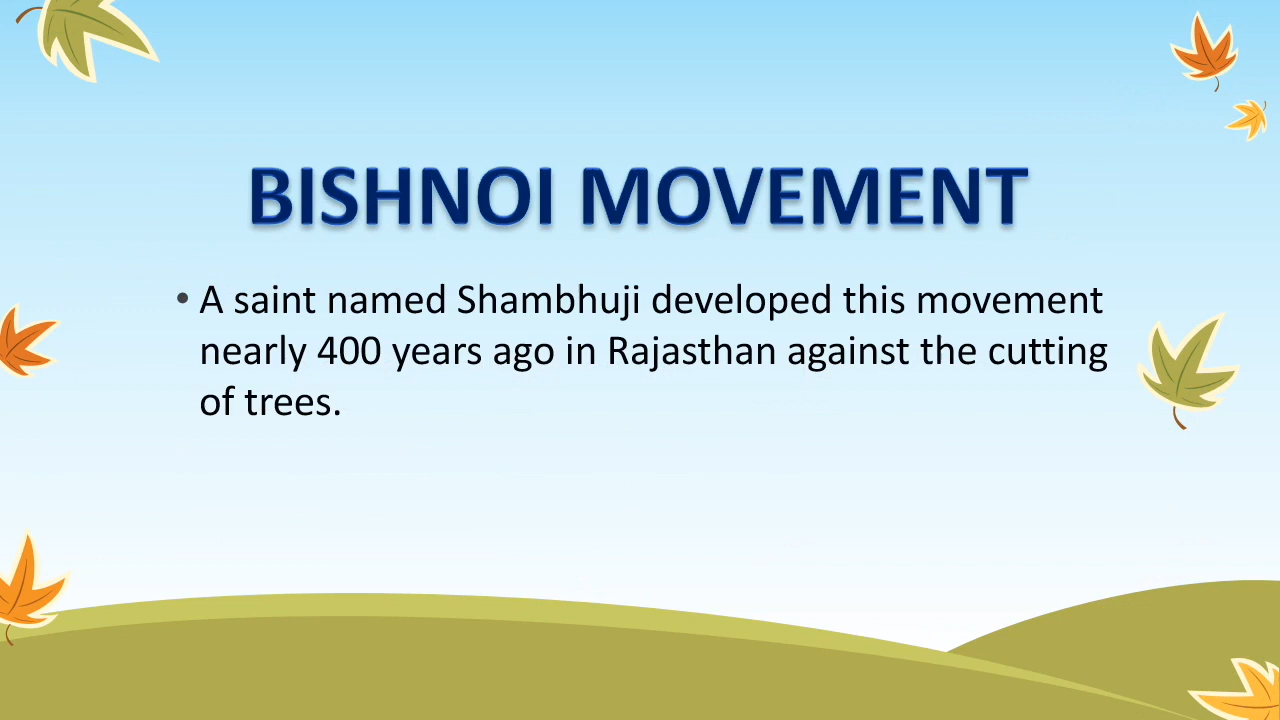 BISHNOI MOVEMENT
• A saint named Shambhuji developed this movement
nearly 400 years ago in Rajasthan against the cutting
of trees.